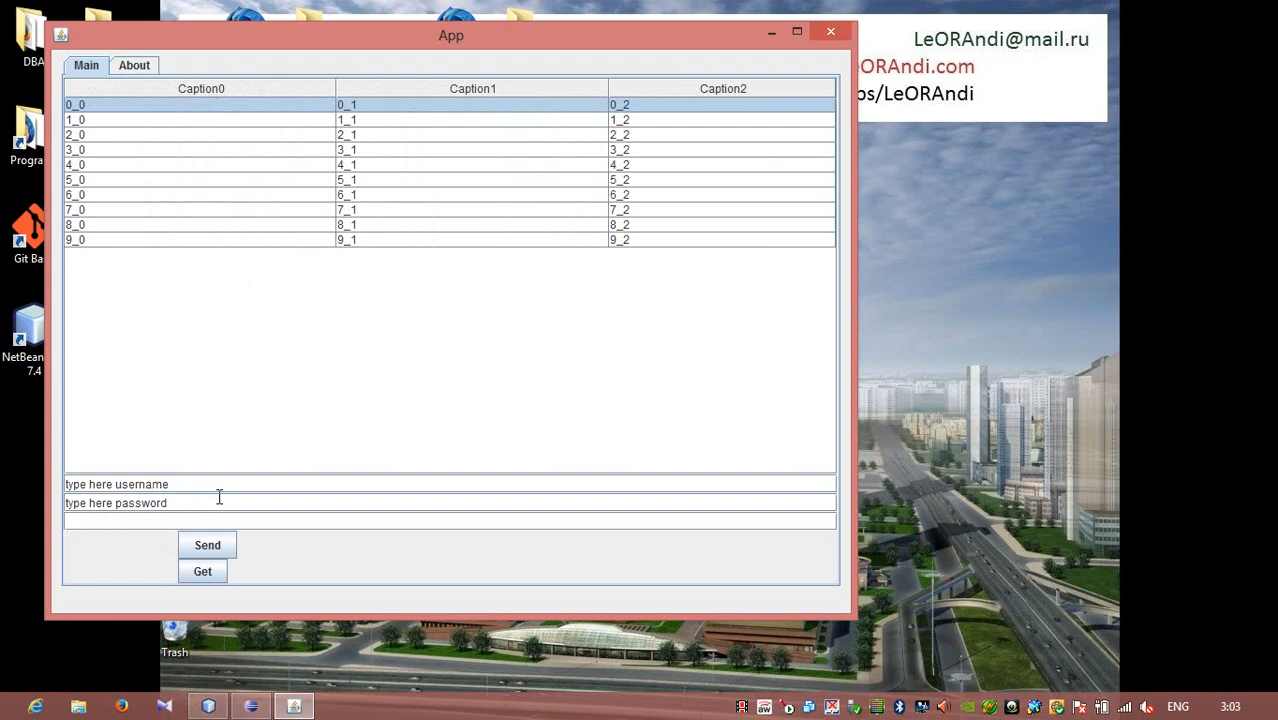 LeORAndi@mail.ru
eORAndi.com
ps/LeORAndi
DBA
Progra
Git Ba
NetBean
7.4
App
Main About
Caption0 Caption1 Caption2
0_0 0_1 0_2
1_0 1_1 1_2
2_0 2_1 2_2
3_0 3_1 3_2
4_0 4_1 4_2
5_0 5_1 5_2
6_0 6_1 6_2
7_0 7_1 7_2
8_0 8_1 8_2
9_0 9_1 9_2
type here username
type here password
Send
Get
Trash
ENG 3:03